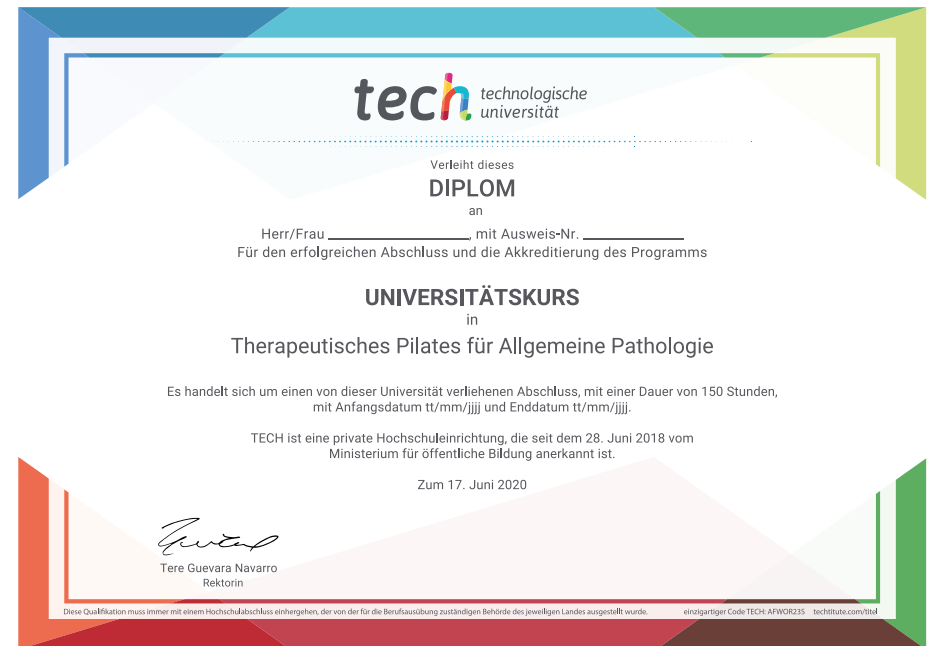 tech technologische
universität
Verleiht dieses
DIPLOM
an
Herr/Frau ____________, mit Ausweis-Nr. ____________
Für den erfolgreichen Abschluss und die Akkreditierung des Programms
UNIVERSITÄTSKURS
in
Therapeutisches Pilates für Allgemeine Pathologie
Es handelt sich um einen von dieser Universität verliehenen Abschluss, mit einer Dauer von 150 Stunden,
mit Anfangsdatum tt/mm/jjjj und Enddatum tt/mm/jjjj.
TECH ist eine private Hochschuleinrichtung, die seit dem 28. Juni 2018 vom
Ministerium für öffentliche Bildung anerkannt ist.
Zum 17. Juni 2020
Tere Guevara Navarro
Rektorin
Diese Qualifikation muss immer mit einem Hochschulabschluss einhergehen, der von der für die Berufsausübung zuständigen Behörde des jeweiligen Landes ausgestellt wurde. einzigartiger Code TECH: AFWOR23S techtitute.com/titel